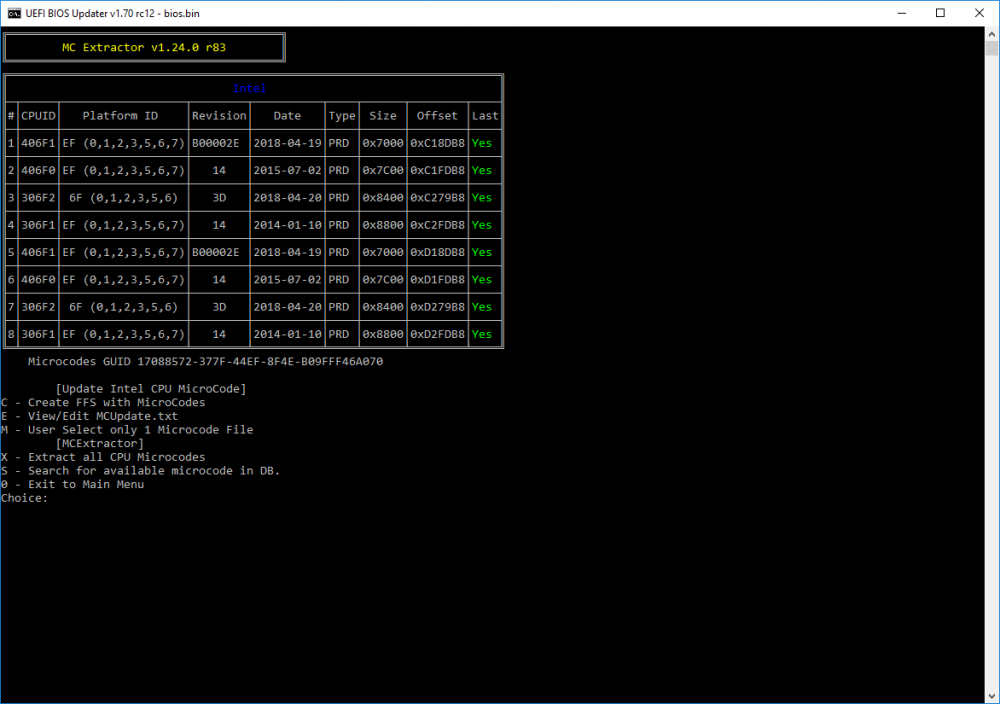 UEFI BIOS Updater v1.70 rc12 - bios.bin
MC Extractor v1.24.0 r83
Intel
# CPUID Platform ID Revision Date Type Size Offset Last
1 406F1 EF (0,1,2,3,5,6,7) B00002E 2018-04-19 PRD 0x7000 0xC18DB8 Yes
2 406F0 EF (0,1,2,3,5,6,7) 14 2015-07-02 PRD 0x7C00 0xC1FDB8 Yes
3 306F2 6F (0,1,2,3,5,6) 3D 2018-04-20 PRD 0x8400 0xC279B8 Yes
4 306F1 EF (0,1,2,3,5,6,7) 14 2014-01-10 PRD 0x8800 0xC2FDB8 Yes
5 406F1 EF (0,1,2,3,5,6,7) B00002E 2018-04-19 PRD 0x7000 0xD18DB8 Yes
6 406F0 EF (0,1,2,3,5,6,7) 14 2015-07-02 PRD 0x7C00 0xD1FDB8 Yes
7 306F2 6F (0,1,2,3,5,6) 3D 2018-04-20 PRD 0x8400 0xD279B8 Yes
8 306F1 EF (0,1,2,3,5,6,7) 14 2014-01-10 PRD 0x8800 0xD2FDB8 Yes
Microcodes GUID 17088572-377F-44EF-8F4E-B09FFF46A070
[Update Intel CPU MicroCode]
C - Create FFS with MicroCodes
E - View/Edit MCUpdate.txt
M - User Select only 1 Microcode File
[MCExtractor]
X - Extract all CPU Microcodes
S - Search for available microcode in DB.
0 - Exit to Main Menu
Choice: